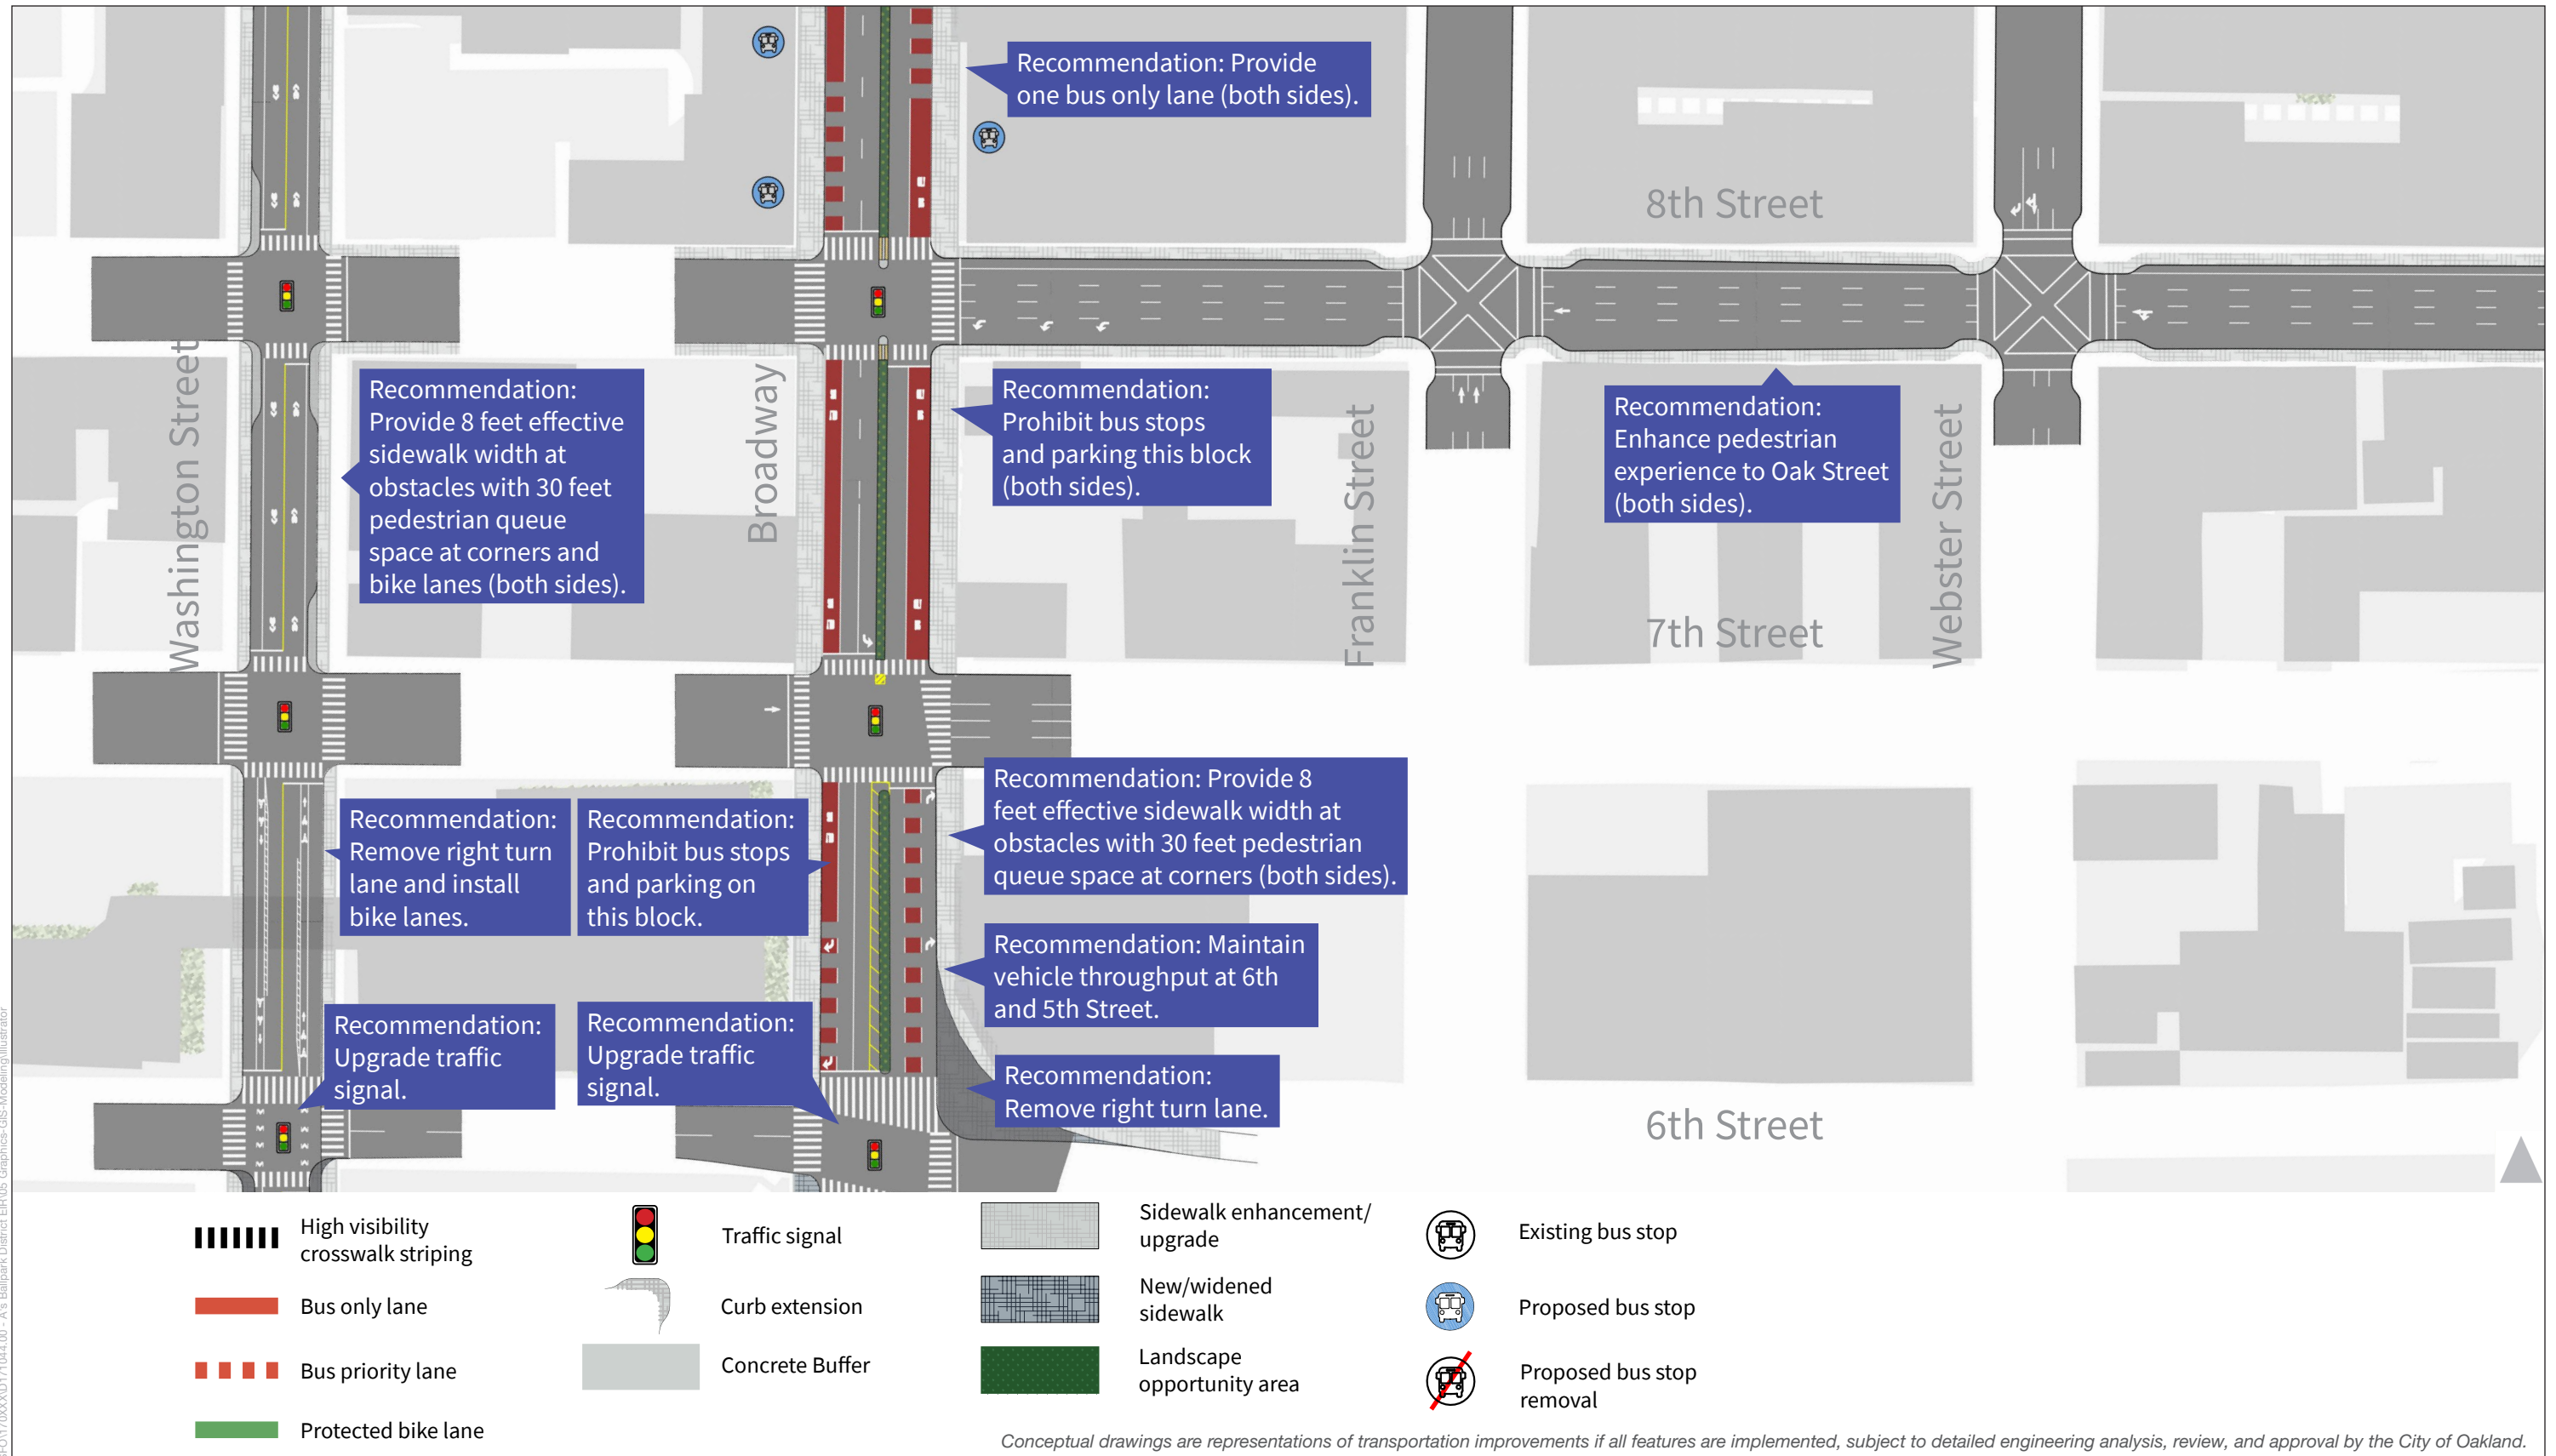 Recommendation: Provide
one bus only lane (both sides).
8th Street
Washington Street
Recommendation:
Provide 8 feet effective
sidewalk width at
obstacles with 30 feet
pedestrian queue
space at corners and
bike lanes (both sides).
Broadway
Recommendation:
Prohibit bus stops
and parking this block
(both sides).
Franklin Street
Recommendation:
Enhance pedestrian
experience to Oak Street
(both sides).
Webster Street
7th Street
Recommendation:
Remove right turn
lane and install
bike lanes.
Recommendation:
Prohibit bus stops
and parking on
this block.
Recommendation: Provide 8
feet effective sidewalk width at
obstacles with 30 feet pedestrian
queue space at corners (both sides).
Recommendation: Maintain
vehicle throughput at 6th
and 5th Street.
Recommendation:
Upgrade traffic
signal.
Recommendation:
Upgrade traffic
signal.
Recommendation:
Remove right turn lane.
6th Street
High visibility
crosswalk striping
Bus only lane
Bus priority lane
Protected bike lane
Traffic signal
Curb extension
Concrete Buffer
Sidewalk enhancement/
upgrade
New/widened
sidewalk
Landscape
opportunity area
Existing bus stop
Proposed bus stop
Proposed bus stop
removal
Conceptual drawings are representations of transportation improvements if all features are implemented, subject to detailed engineering analysis, review, and approval by the City of Oakland.